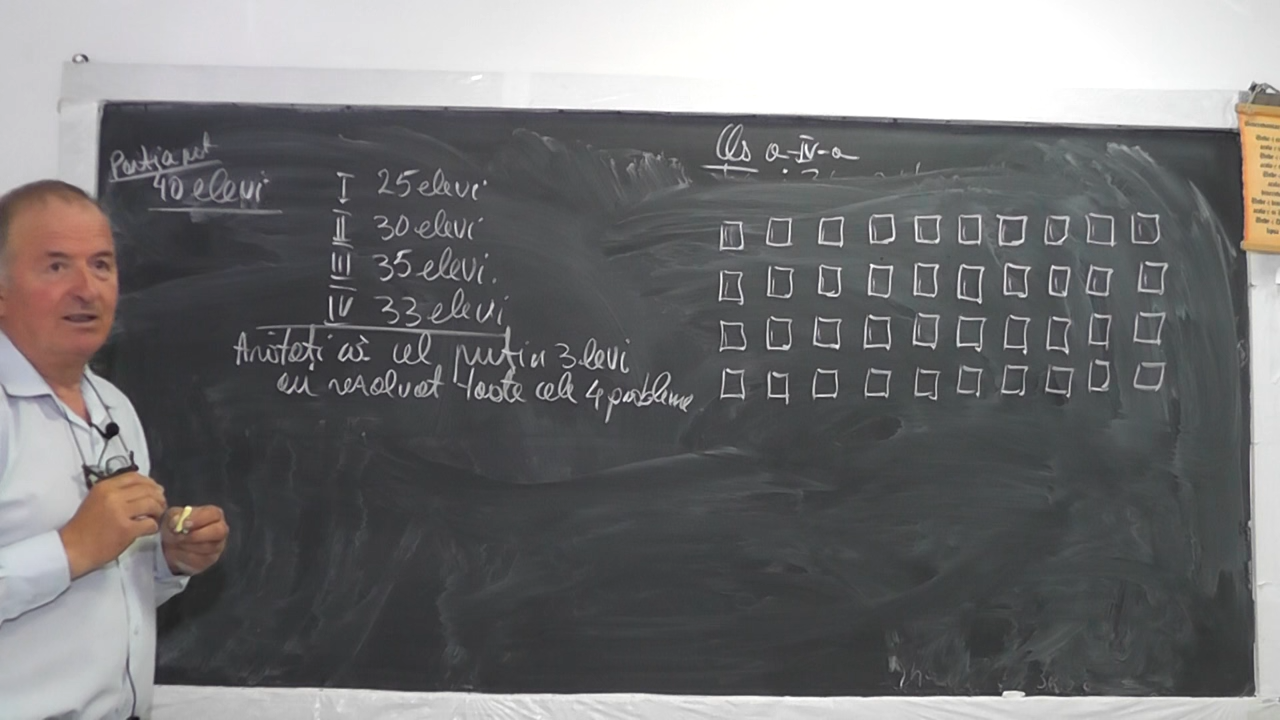 Participat
40 elevi
I 25 elevi
II 30 elevi
III 35 elevi.
IV 33 elevi
Arătați că cel puțin 3 elevi
au rezolvat toate cele 4 probleme
Cls a-IV-a